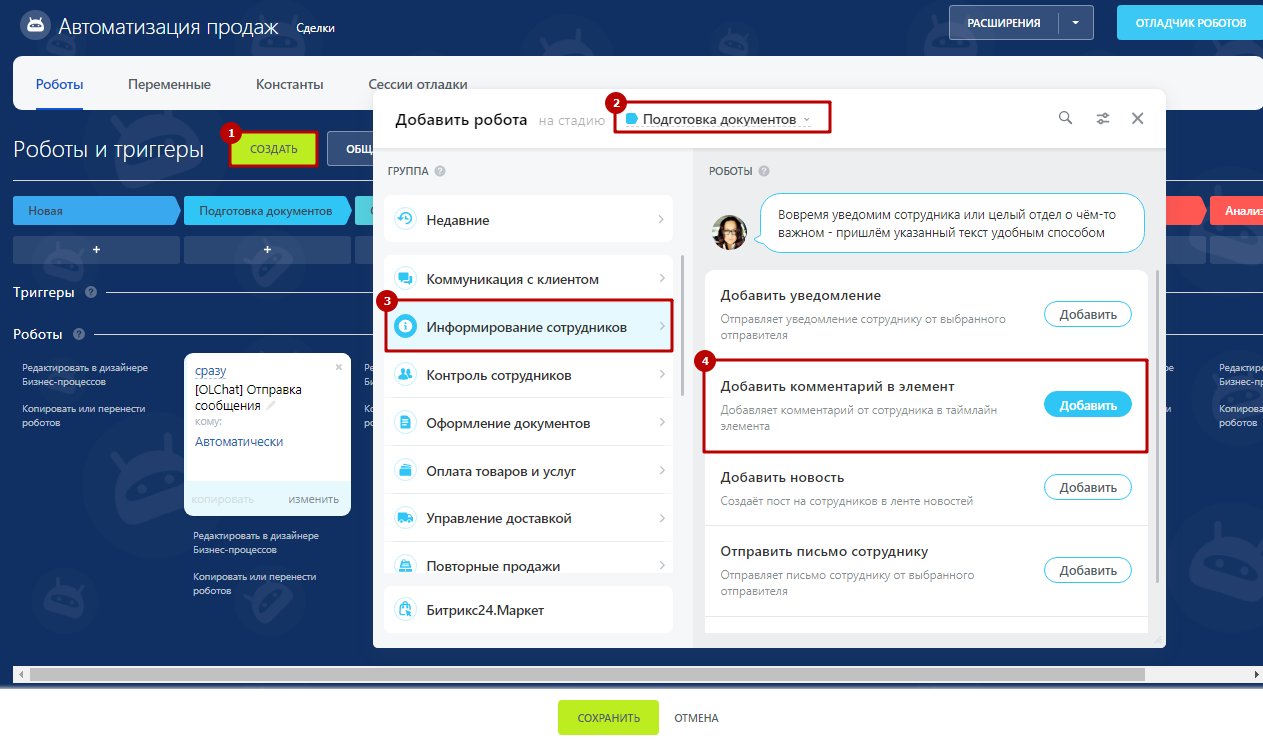 Автоматизация продаж Сделки
РАСШИРЕНИЯ
ОТЛАДЧИК РОБОТОВ
Роботы
Переменные
Константы
Сессии отладки
Роботы и триггеры
1
СОЗДАТЬ
Новая
Подготовка документов
Анализ
+
+
Триггеры ?
Роботы ?
Редактировать в дизайнере
Бизнес-процессов
Копировать или перенести
роботов
сразу
[OLChat] Отправка
сообщения
кому:
Автоматически
копировать
изменить
Редактировать в дизайнере
Бизнес-процессов
Копировать или перенести
роботов
Добавить робота на стадию
2
Подготовка документов
ГРУППА ?
Недавние
Коммуникация с клиентом
3
Информирование сотрудников
Контроль сотрудников
Оформление документов
Оплата товаров и услуг
Управление доставкой
Повторные продажи
Битрикс24.Маркет
РОБОТЫ ?
Вовремя уведомим сотрудника или целый отдел о чём-то
важном - пришлём указанный текст удобным способом
Добавить уведомление
Отправляет уведомление сотруднику от выбранного
отправителя
Добавить
4
Добавить комментарий в элемент
Добавляет комментарий от сотрудника в таймлайн
элемента
Добавить
Добавить новость
Создаёт пост на сотрудников в ленте новостей
Добавить
Отправить письмо сотруднику
Отправляет письмо сотруднику от выбранного
отправителя
Добавить
СОХРАНИТЬ
ОТМЕНА